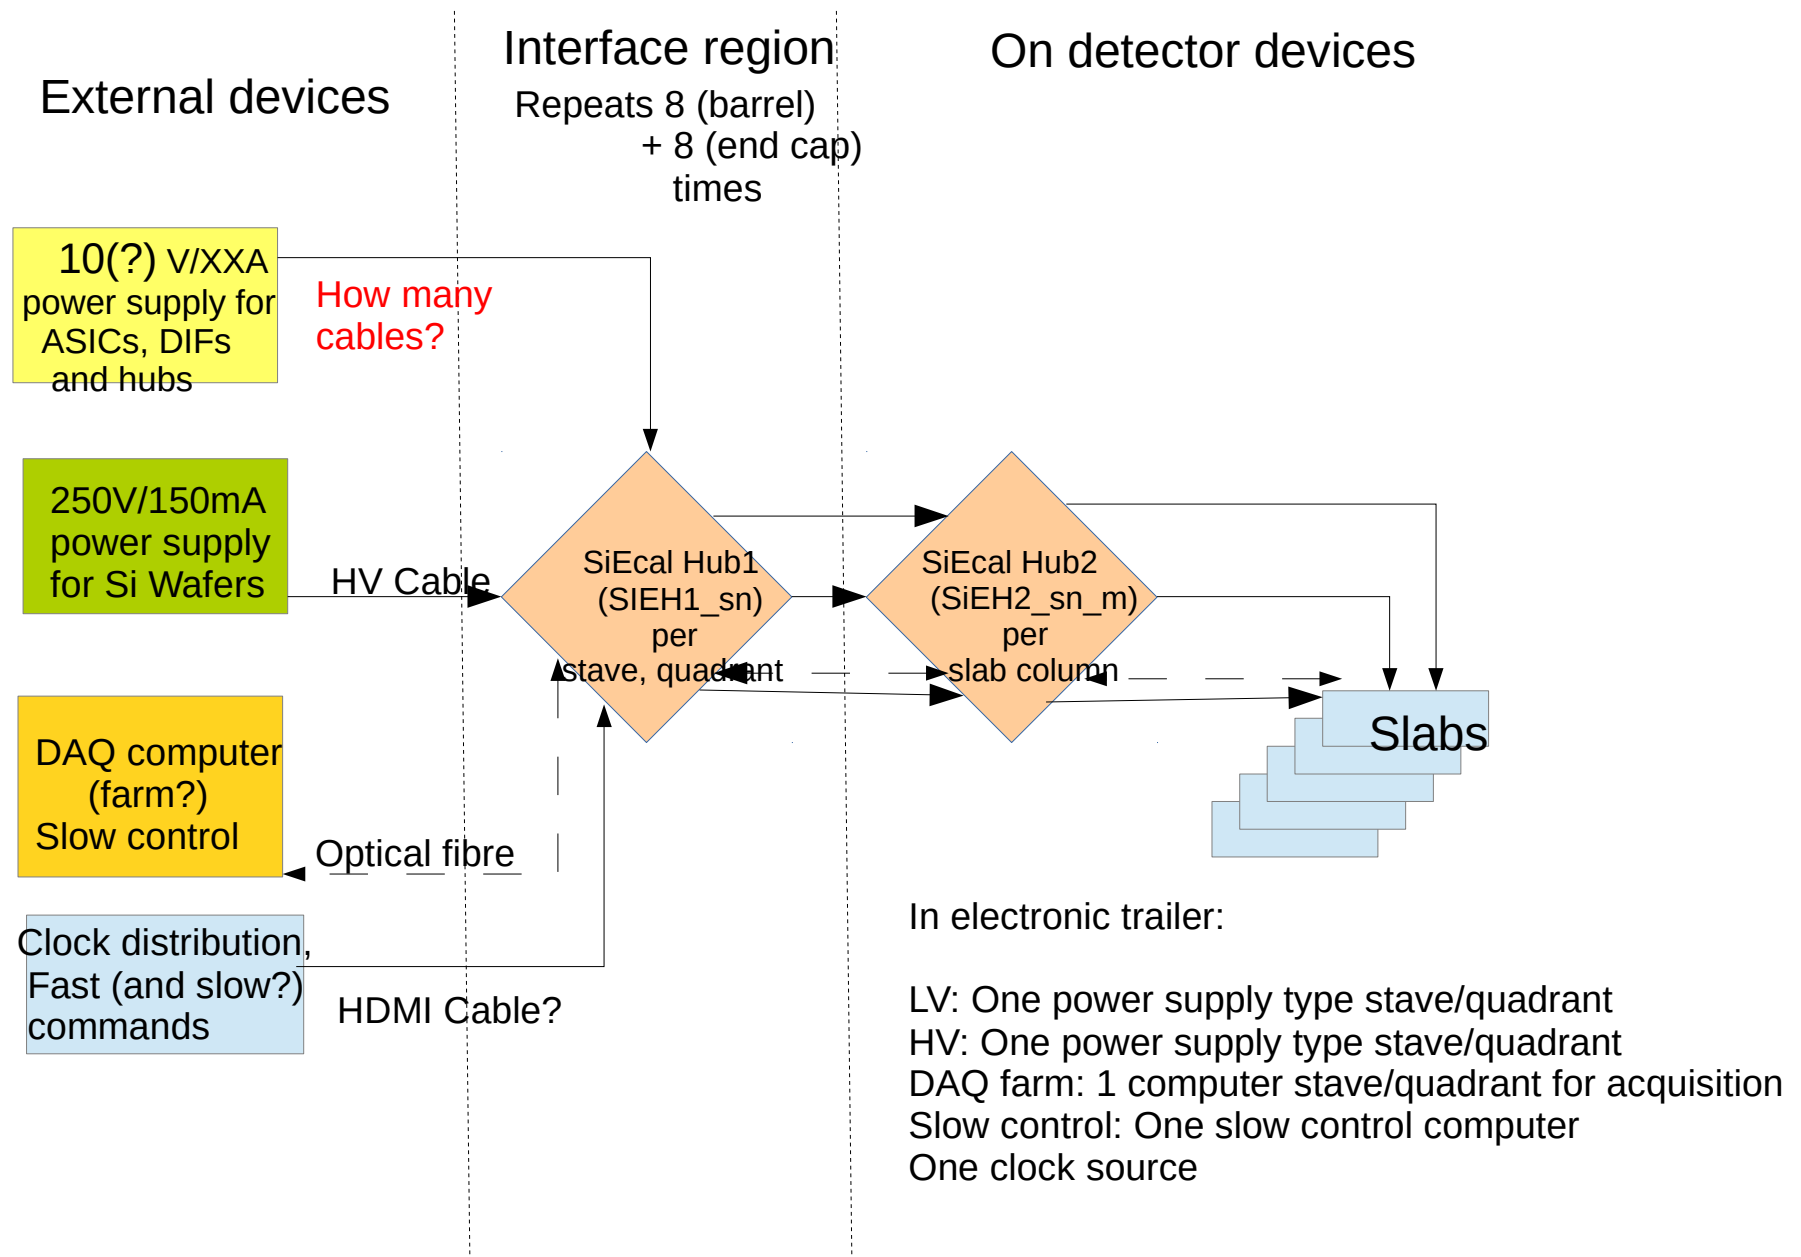 External devices
Interface region
Repeats 8 (barrel)
+ 8 (end cap)
times
On detector devices
10(?) V/XXA
power supply for
ASICs, DIFs
and hubs
How many
cables?
250V/150mA
power supply
for Si Wafers
HV Cable
SiEcal Hub1
(SIEH1_sn)
per
stave, quadrant
SiEcal Hub2
(SiEH2_sn_m)
per
slab column
Slabs
DAQ computer
(farm?)
Slow control
Optical fibre
Clock distribution,
Fast (and slow?)
commands
HDMI Cable?
In electronic trailer:
LV: One power supply type stave/quadrant
HV: One power supply type stave/quadrant
DAQ farm: 1 computer stave/quadrant for acquisition
Slow control: One slow control computer
One clock source